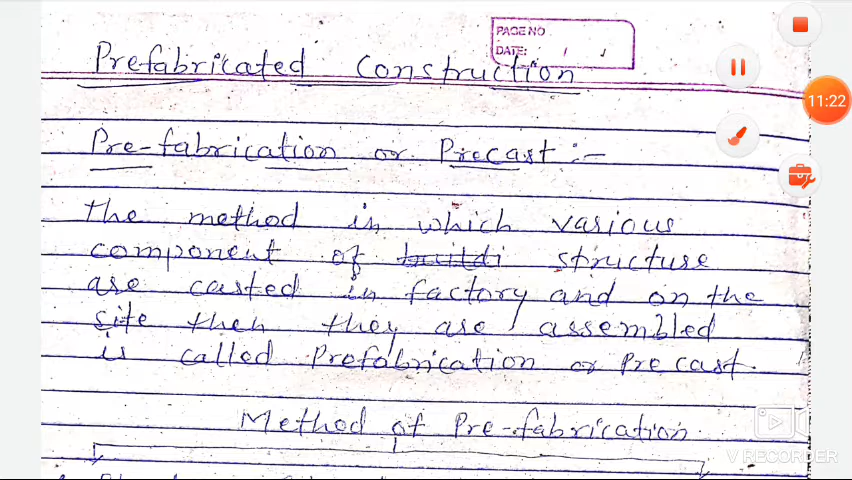 PAGE NO
DATE: / /
Prefabricated Construction
11:22
Pre-fabrication or Precast :-
the method in which various
component of buildi structure
are casted in factory and on the
site then they are assembled
is called Prefabrication or Precast.
Method of Pre-fabrication
V RECORDER